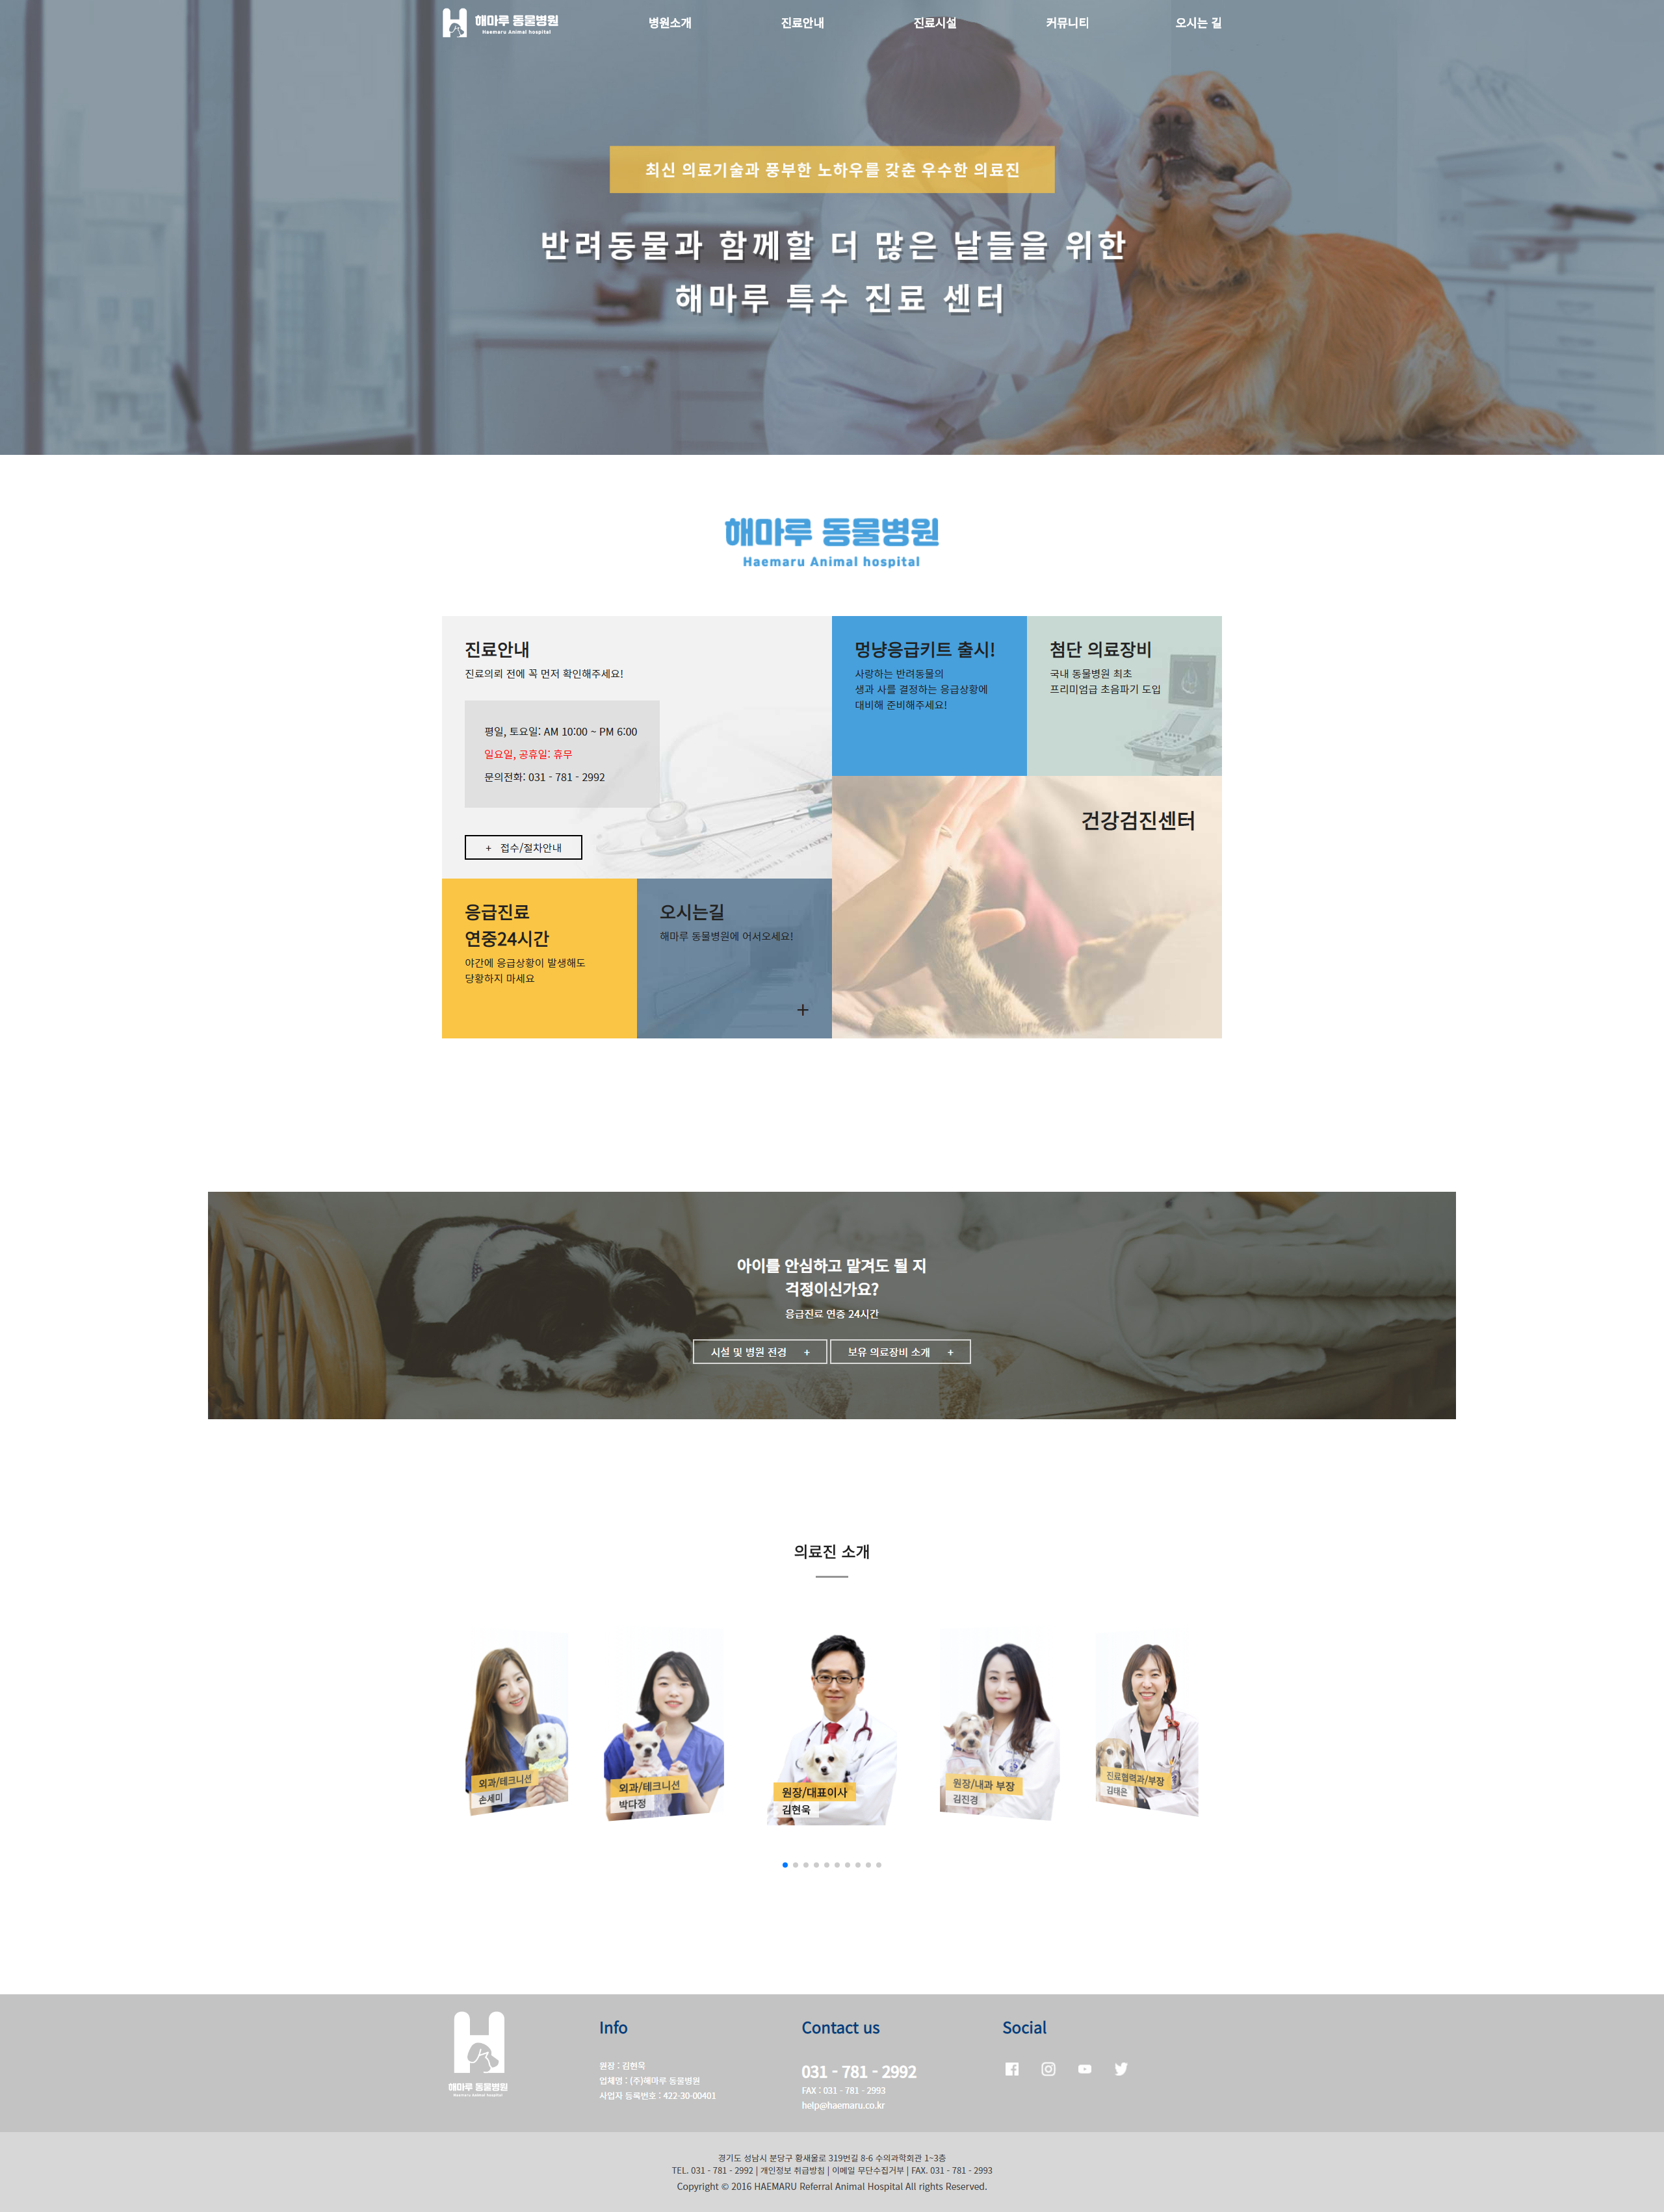 해마루 동물병원
Haemaru Animal hospital
병원소개
진료안내
진료시설
커뮤니티
오시는 길
최신 의료기술과 풍부한 노하우를 갖춘 우수한 의료진
반려동물과 함께할 더 많은 날들을 위한
해마루 특수 진료 센터
해마루 동물병원
Haemaru Animal hospital
진료안내
진료의뢰 전에 꼭 먼저 확인해주세요!
평일, 토요일: AM 10:00 ~ PM 6:00
일요일, 공휴일: 휴무
문의전화: 031 - 781 - 2992
+ 접수/절차안내
멍냥응급키트 출시!
사랑하는 반려동물의
생과 사를 결정하는 응급상황에
대비해 준비해주세요!
첨단 의료장비
국내 동물병원 최초
프리미엄급 초음파기 도입
건강검진센터
응급진료
연중24시간
야간에 응급상황이 발생해도
당황하지 마세요
오시는길
해마루 동물병원에 어서오세요!
+
아이를 안심하고 맡겨도 될 지
걱정이신가요?
응급진료 연중 24시간
시설 및 병원 전경 +
보유 의료장비 소개 +
의료진 소개
외과/테크니션
손세미
외과/테크니션
박다정
원장/대표이사
김현욱
원장/내과 부장
김진경
진료협력과/부장
김태은
해마루 동물병원
Haemaru Animal hospital
Info
원장 : 김현욱
업체명 : (주)해마루 동물병원
사업자 등록번호 : 422-30-00401
Contact us
031 - 781 - 2992
FAX : 031 - 781 - 2993
help@haemaru.co.kr
Social
경기도 성남시 분당구 황새울로 319번길 8-6 수의과학회관 1~3층
TEL. 031 - 781 - 2992 | 개인정보 취급방침 | 이메일 무단수집거부 | FAX. 031 - 781 - 2993
Copyright © 2016 HAEMARU Referral Animal Hospital All rights Reserved.